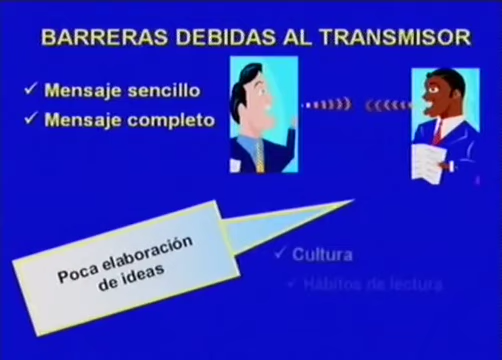 BARRERAS DEBIDAS AL TRANSMISOR
✓ Mensaje sencillo
✓ Mensaje completo
Poca elaboración
de ideas
✓ Cultura
✓ Hábitos de lectura